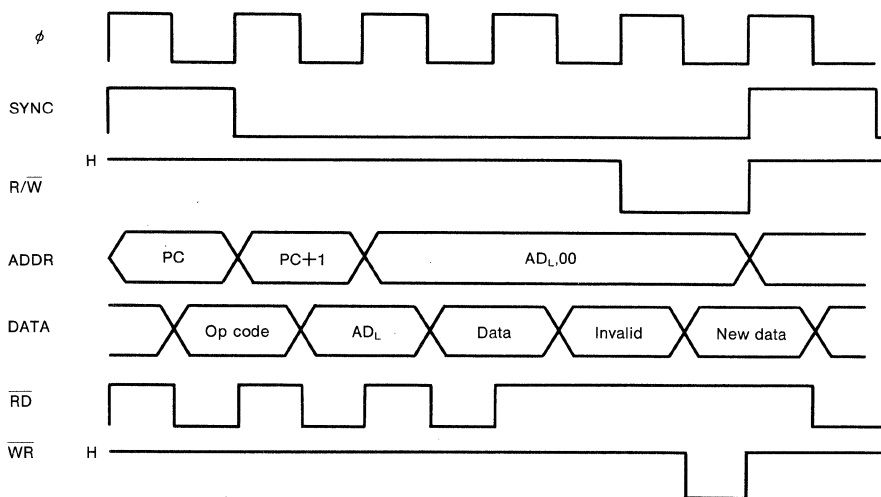 ϕ
SYNC
H
R/W̅
ADDR PC PC+1 AD_L,00
DATA Op code AD_L Data Invalid New data
R̅D̅
W̅R̅ H